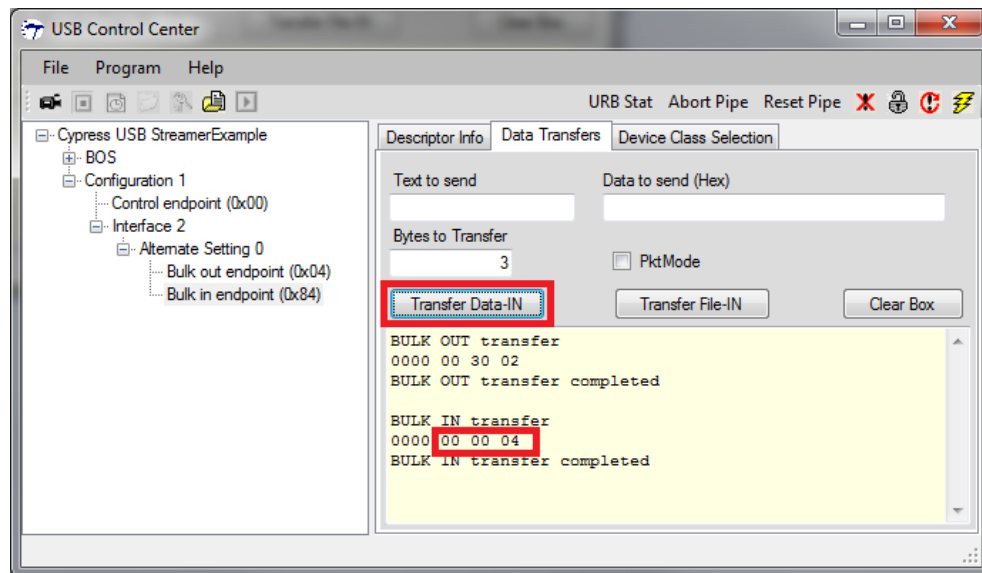 USB Control Center
File Program Help
URB Stat Abort Pipe Reset Pipe
Cypress USB StreamerExample
BOS
Configuration 1
Control endpoint (0x00)
Interface 2
Alternate Setting 0
Bulk out endpoint (0x04)
Bulk in endpoint (0x84)
Descriptor Info Data Transfers Device Class Selection
Text to send Data to send (Hex)
Bytes to Transfer
3 PktMode
Transfer Data-IN Transfer File-IN Clear Box
BULK OUT transfer
0000 00 30 02
BULK OUT transfer completed
BULK IN transfer
0000 00 00 04
BULK IN transfer completed